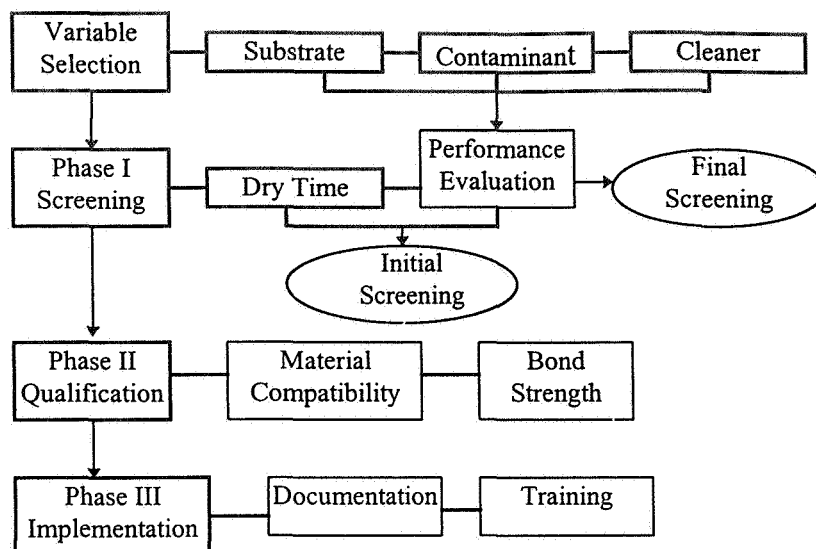 Variable
Selection
Substrate
Contaminant
Cleaner
Phase I
Screening
Dry Time
Performance
Evaluation
Final
Screening
Initial
Screening
Phase II
Qualification
Material
Compatibility
Bond
Strength
Phase III
Implementation
Documentation
Training